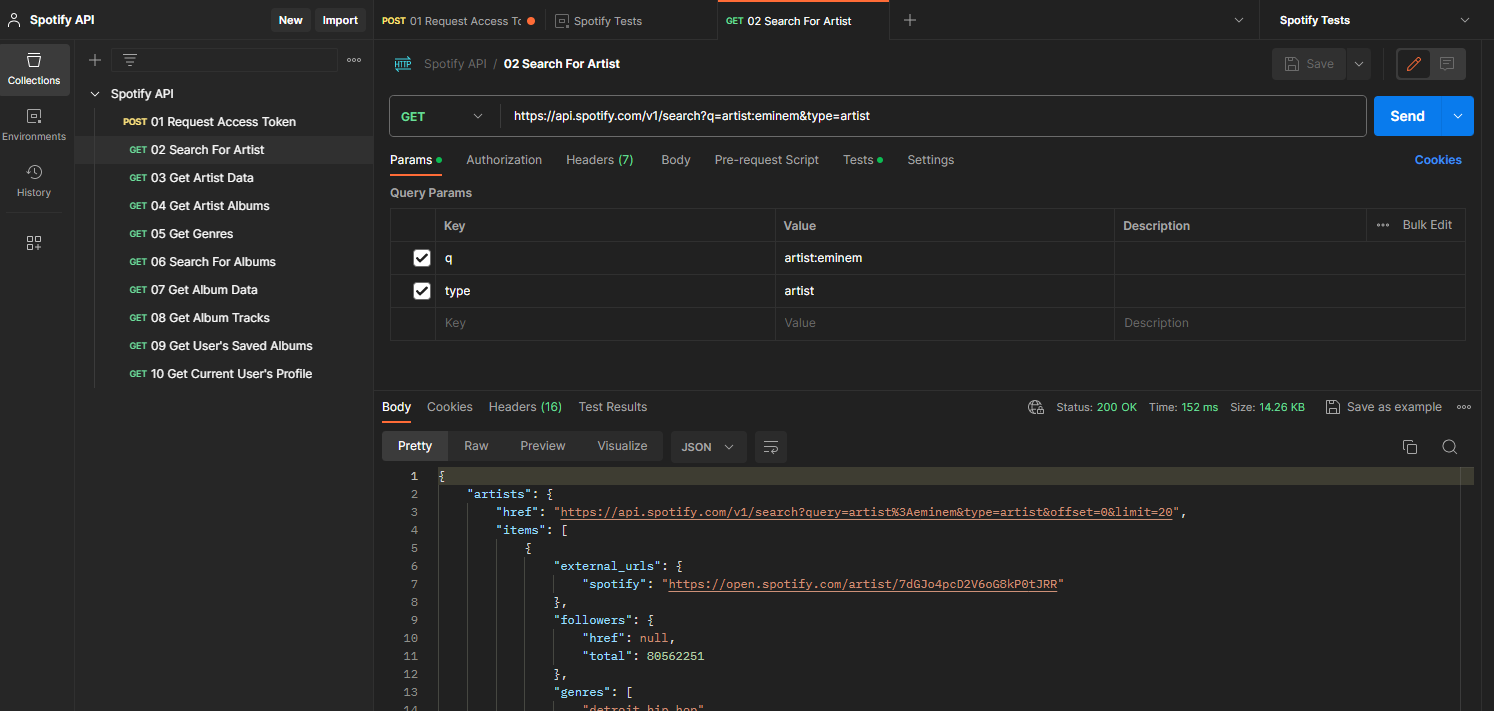 Spotify API
New
Import
POST 01 Request Access To
Spotify Tests
GET 02 Search For Artist
Spotify Tests
Collections
Environments
History
Spotify API
POST 01 Request Access Token
GET 02 Search For Artist
GET 03 Get Artist Data
GET 04 Get Artist Albums
GET 05 Get Genres
GET 06 Search For Albums
GET 07 Get Album Data
GET 08 Get Album Tracks
GET 09 Get User's Saved Albums
GET 10 Get Current User's Profile
HTTP Spotify API / 02 Search For Artist
Save
GET https://api.spotify.com/v1/search?q=artist:eminem&type=artist
Send
Params Authorization Headers (7) Body Pre-request Script Tests Settings Cookies
Query Params
Key Value Description Bulk Edit
q artist:eminem
type artist
Key Value Description
Body Cookies Headers (16) Test Results Status: 200 OK Time: 152 ms Size: 14.26 KB Save as example
Pretty Raw Preview Visualize JSON
1 {
2 "artists": {
3 "href": "https://api.spotify.com/v1/search?query=artist%3Aeminem&type=artist&offset=0&limit=20",
4 "items": [
5 {
6 "external_urls": {
7 "spotify": "https://open.spotify.com/artist/7dGJo4pcD2V6oG8kP0tJRR"
8 },
9 "followers": {
10 "href": null,
11 "total": 80562251
12 },
13 "genres": [
14 "detroit hip hop"